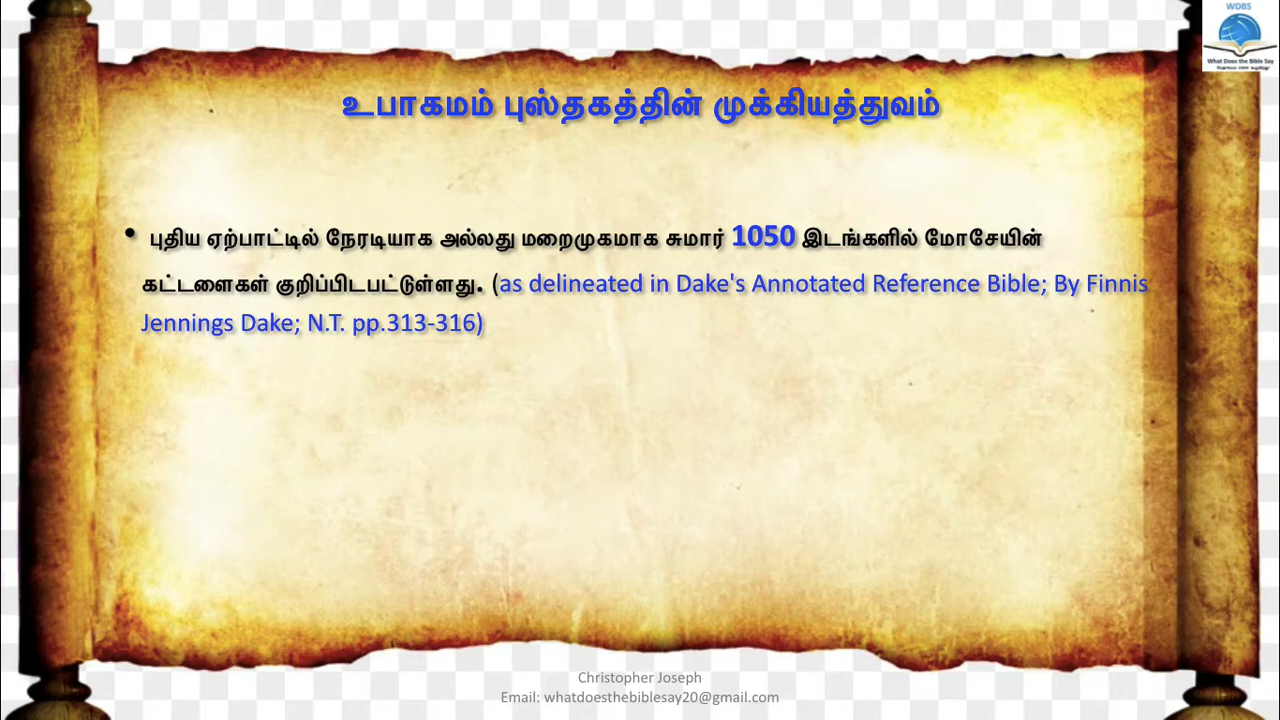 WDBS
What Does the Bible Say
உபாகமம் புஸ்தகத்தின் முக்கியத்துவம்
• புதிய ஏற்பாட்டில் நேரடியாக அல்லது மறைமுகமாக சுமார் 1050 இடங்களில் மோசேயின்
கட்டளைகள் குறிப்பிடபட்டுள்ளது. (as delineated in Dake's Annotated Reference Bible; By Finnis
Jennings Dake; N.T. pp.313-316)
Christopher Joseph
Email: whatdoesthebiblesay20@gmail.com